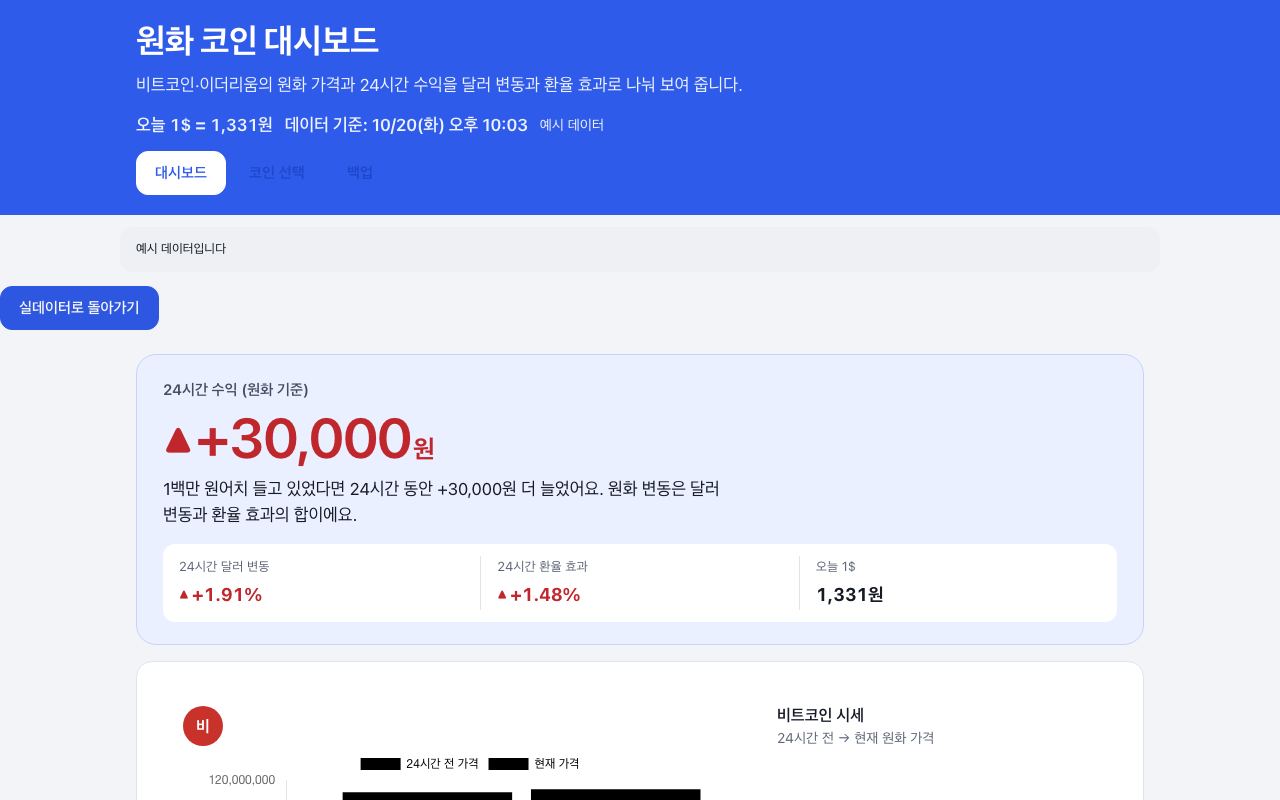 원화 코인 대시보드
비트코인·이더리움의 원화 가격과 24시간 수익을 달러 변동과 환율 효과로 나눠 보여 줍니다.
오늘 1$ = 1,331원 데이터 기준: 10/20(화) 오후 10:03 예시 데이터
대시보드 코인 선택 백업
예시 데이터입니다
실데이터로 돌아가기
24시간 수익 (원화 기준)
▲+30,000원
1백만 원어치 들고 있었다면 24시간 동안 +30,000원 더 늘었어요. 원화 변동은 달러
변동과 환율 효과의 합이에요.
24시간 달러 변동 24시간 환율 효과 오늘 1$
▲+1.91% ▲+1.48% 1,331원
비
비트코인 시세
24시간 전 → 현재 원화 가격
24시간 전 가격 현재 가격
120,000,000